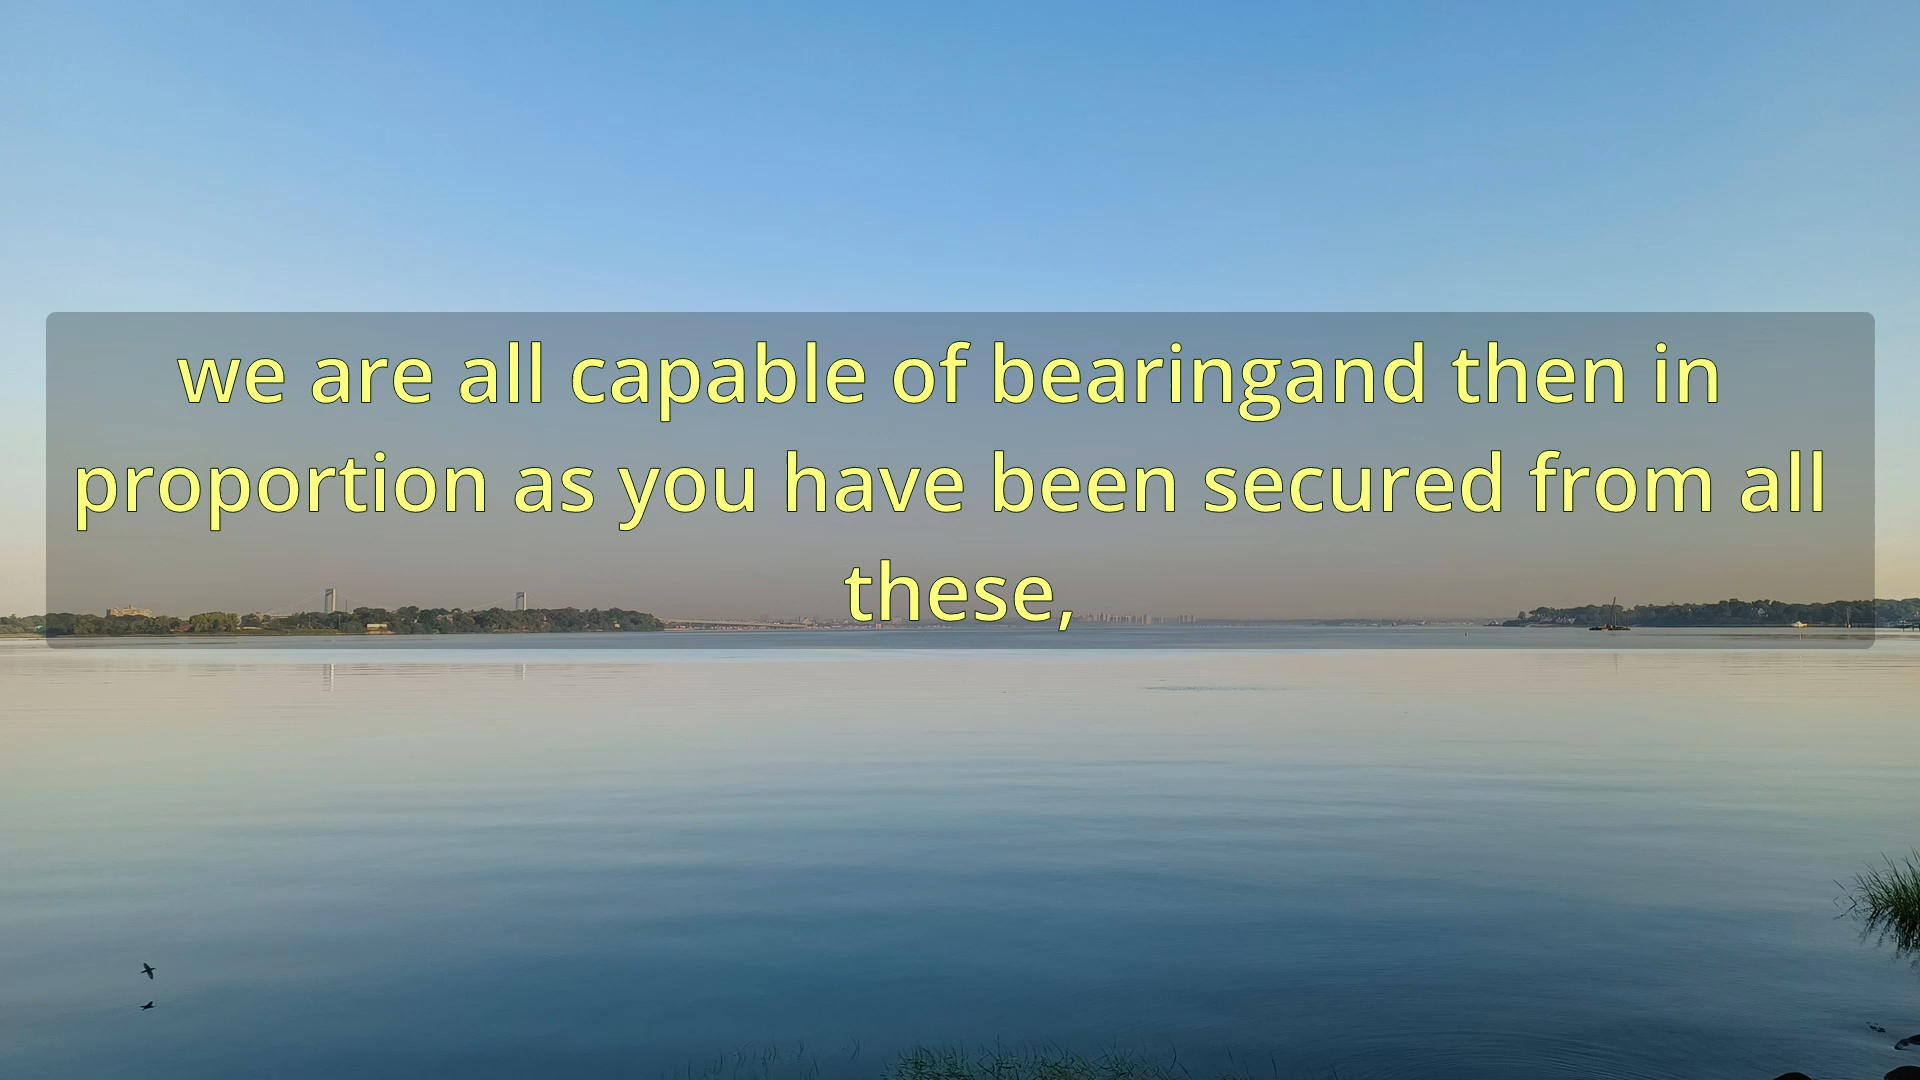 we are all capable of bearingand then in
proportion as you have been secured from all
these,